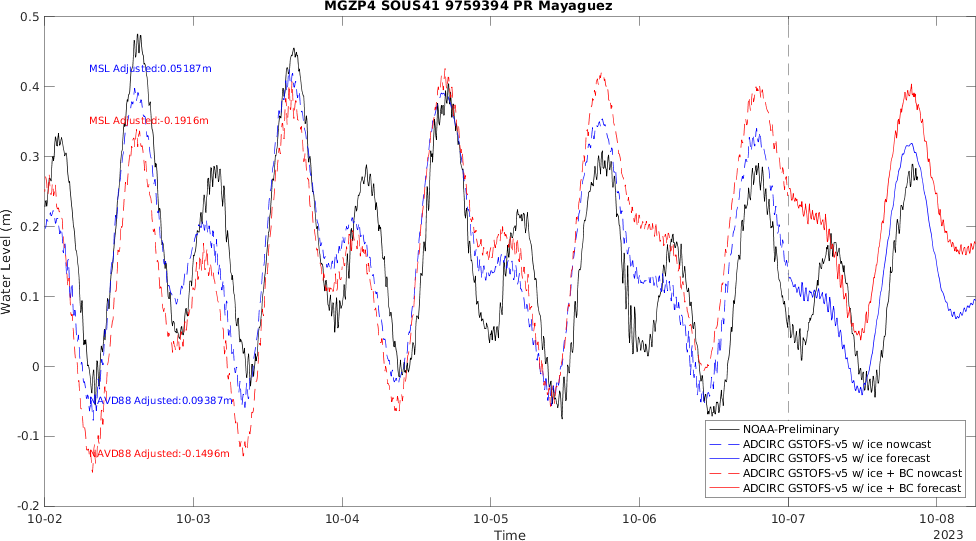 MGZP4 SOUS41 9759394 PR Mayaguez
0.5
0.4
0.3
0.2
0.1
0
-0.1
-0.2
Water Level (m)
MSL Adjusted:0.05187m
MSL Adjusted:-0.1916m
NAVD88 Adjusted:0.09387m
NAVD88 Adjusted:-0.1496m
NOAA-Preliminary
ADCIRC GSTOFS-v5 w/ ice nowcast
ADCIRC GSTOFS-v5 w/ ice forecast
ADCIRC GSTOFS-v5 w/ ice + BC nowcast
ADCIRC GSTOFS-v5 w/ ice + BC forecast
10-02 10-03 10-04 10-05 10-06 10-07 10-08
Time
2023